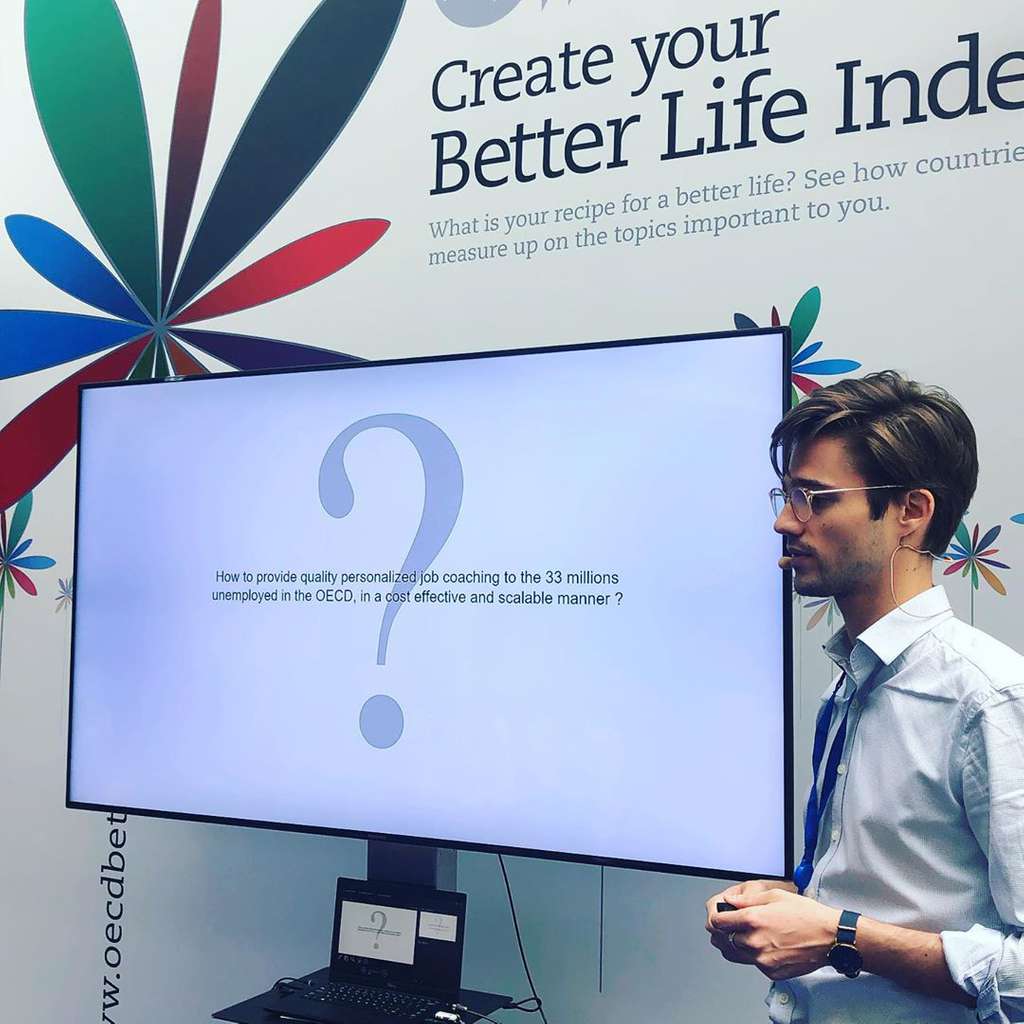 Create your
Better Life Inde
What is your recipe for a better life? See how countrie
measure up on the topics important to you.
How to provide quality personalized job coaching to the 33 millions
unemployed in the OECD, in a cost effective and scalable manner ?
ww.oecdbet